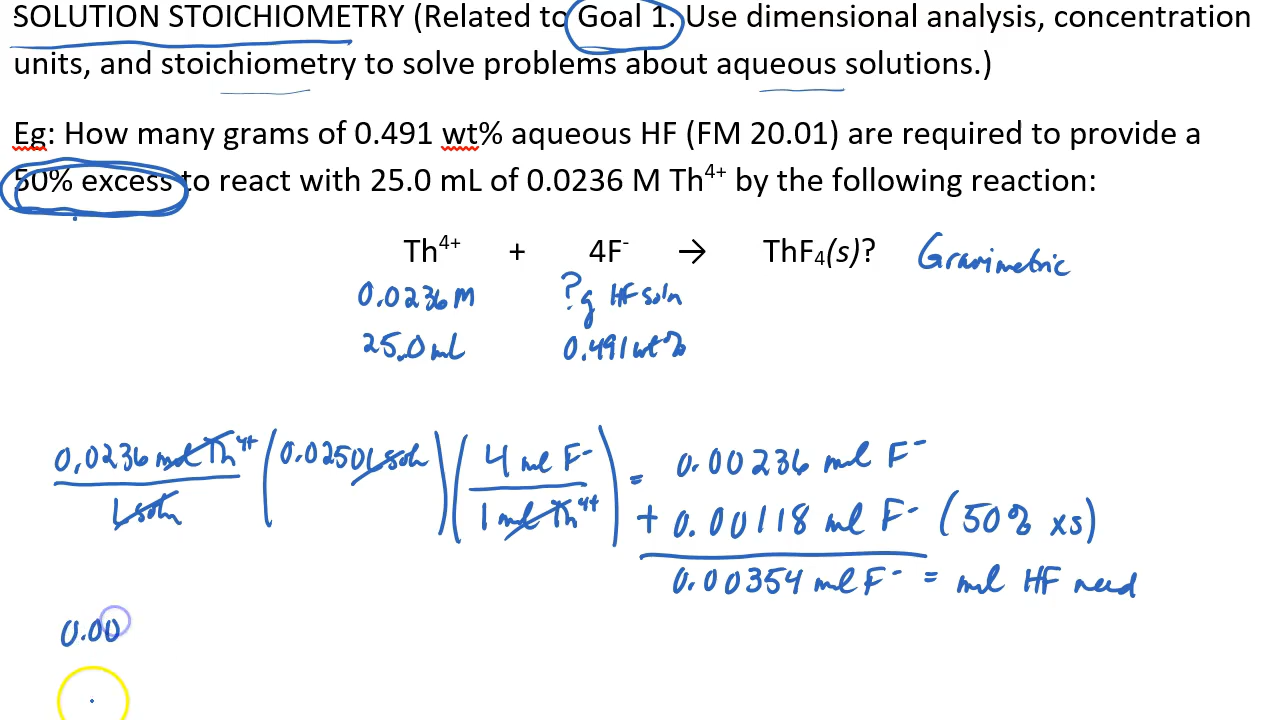 SOLUTION STOICHIOMETRY (Related to Goal 1. Use dimensional analysis, concentration
units, and stoichiometry to solve problems about aqueous solutions.)
Eg: How many grams of 0.491 wt% aqueous HF (FM 20.01) are required to provide a
50% excess to react with 25.0 mL of 0.0236 M Th⁴⁺ by the following reaction:
Th⁴⁺ + 4F⁻ → ThF₄(s)? Gravimetric
0.0236 M ? g HF soln
25.0 mL 0.491 wt%
0.0236 mol Th⁴⁺ (0.0250 L soln) (4 mol F⁻ = 0.00236 mol F⁻
L soln 1 mol Th⁴⁺) + 0.00118 mol F⁻ (50% xs)
0.00354 mol F⁻ = mol HF need
0.00